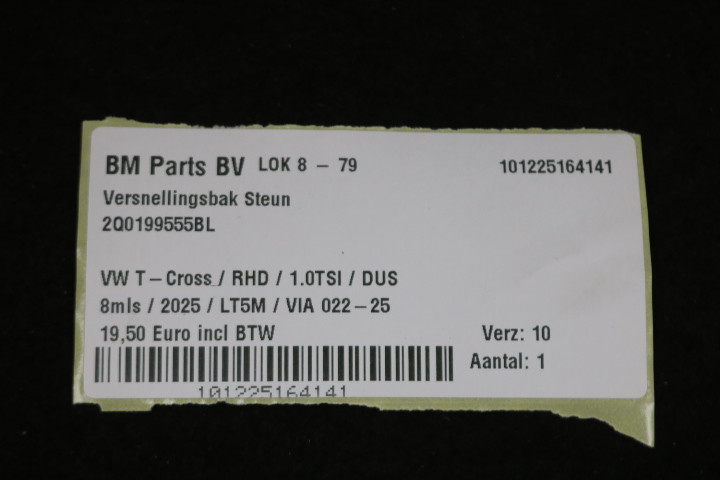 BM Parts BV LOK 8 – 79 101225164141
Versnellingsbak Steun
2Q0199555BL
VW T–Cross / RHD / 1.0TSI / DUS
8mls / 2025 / LT5M / VIA 022–25
19,50 Euro incl BTW Verz: 10
Aantal: 1
101225164141